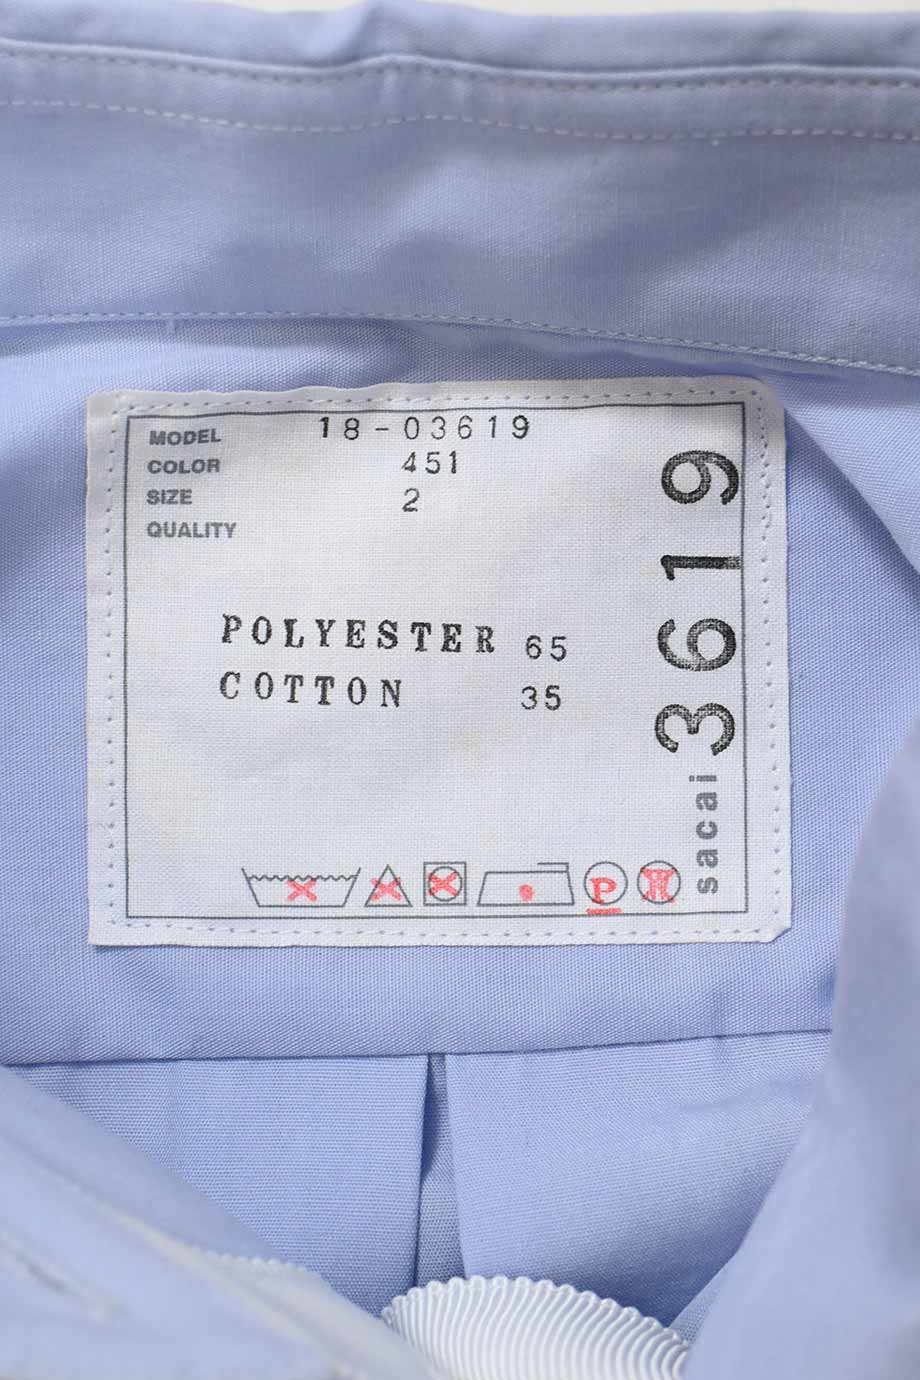 MODEL 18-03619
COLOR 451
SIZE 2
QUALITY
POLYESTER 65
COTTON 35
P
W
sacai 3619